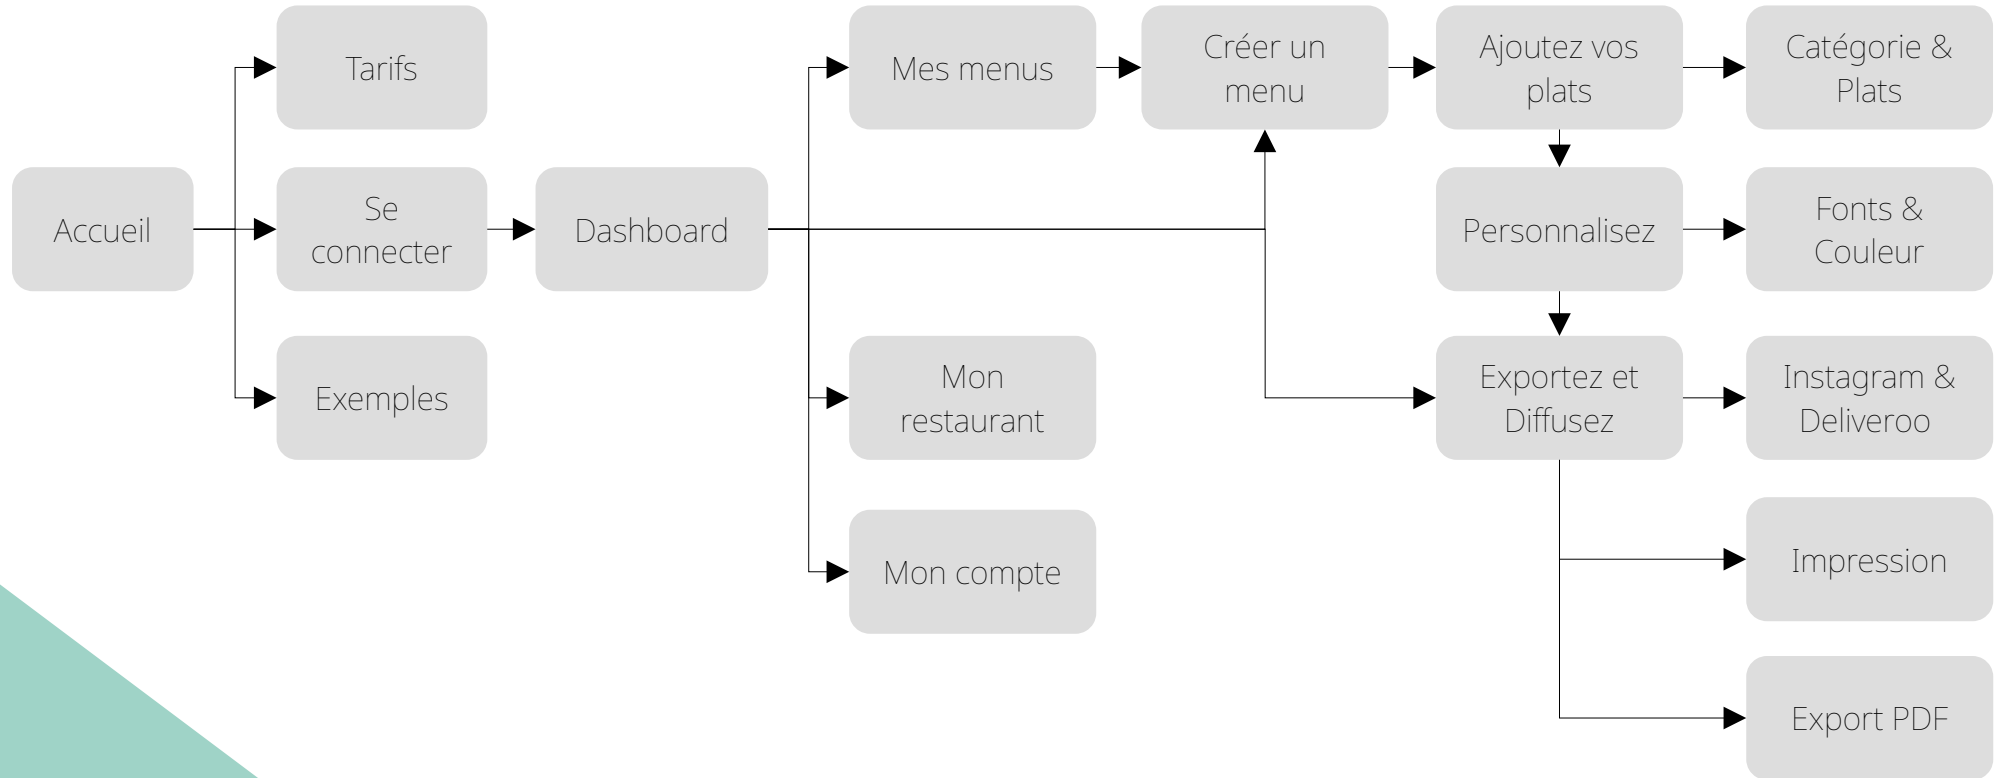 Tarifs
Mes menus
Créer un
menu
Ajoutez vos
plats
Catégorie &
Plats
Accueil
Se
connecter
Dashboard
Personnalisez
Fonts &
Couleur
Exemples
Mon
restaurant
Exportez et
Diffusez
Instagram &
Deliveroo
Mon compte
Impression
Export PDF